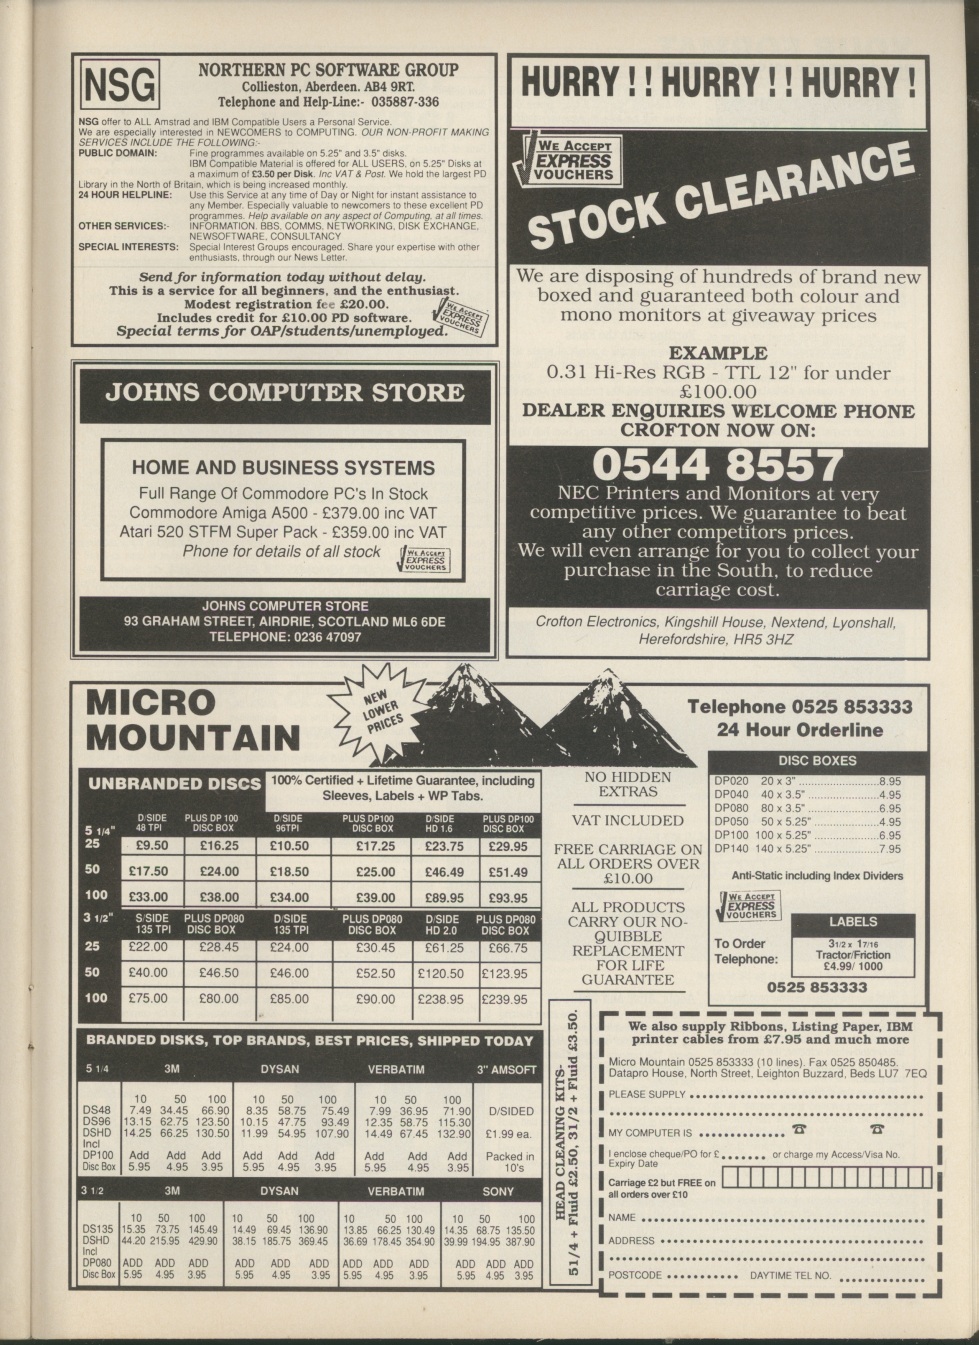 NSG
NORTHERN PC SOFTWARE GROUP
Collieston, Aberdeen. AB4 9RT.
Telephone and Help-Line:- 035887-336
NSG offer to ALL Amstrad and IBM Compatible Users a Personal Service.
We are especially interested in NEWCOMERS to COMPUTING. OUR NON-PROFIT MAKING
SERVICES INCLUDE THE FOLLOWING:-
PUBLIC DOMAIN: Fine programmes available on 5.25" and 3.5" disks.
IBM Compatible Material is offered for ALL USERS, on 5.25" Disks at
a maximum of £3.50 per Disk. Inc VAT & Post. We hold the largest PD
Library in the North of Britain, which is being increased monthly.
24 HOUR HELPLINE: Use this Service at any time of Day or Night for instant assistance to
any Member. Especially valuable to newcomers to these excellent PD
programmes. Help available on any aspect of Computing, at all times.
OTHER SERVICES:- INFORMATION. BBS, COMMS, NETWORKING, DISK EXCHANGE,
NEWSOFTWARE, CONSULTANCY
SPECIAL INTERESTS: Special Interest Groups encouraged. Share your expertise with other
enthusiasts, through our News Letter.
Send for information today without delay.
This is a service for all beginners, and the enthusiast.
Modest registration fee £20.00.
Includes credit for £10.00 PD software.
Special terms for OAP/students/unemployed.
WE ACCEPT
EXPRESS
VOUCHERS
JOHNS COMPUTER STORE
HOME AND BUSINESS SYSTEMS
Full Range Of Commodore PC's In Stock
Commodore Amiga A500 - £379.00 inc VAT
Atari 520 STFM Super Pack - £359.00 inc VAT
Phone for details of all stock
WE ACCEPT
EXPRESS
VOUCHERS
JOHNS COMPUTER STORE
93 GRAHAM STREET, AIRDRIE, SCOTLAND ML6 6DE
TELEPHONE: 0236 47097
HURRY ! ! HURRY ! ! HURRY !
WE ACCEPT
EXPRESS
VOUCHERS
STOCK CLEARANCE
We are disposing of hundreds of brand new
boxed and guaranteed both colour and
mono monitors at giveaway prices
EXAMPLE
0.31 Hi-Res RGB - TTL 12" for under
£100.00
DEALER ENQUIRIES WELCOME PHONE
CROFTON NOW ON:
0544 8557
NEC Printers and Monitors at very
competitive prices. We guarantee to beat
any other competitors prices.
We will even arrange for you to collect your
purchase in the South, to reduce
carriage cost.
Crofton Electronics, Kingshill House, Nextend, Lyonshall,
Herefordshire, HR5 3HZ
MICRO
MOUNTAIN
NEW
LOWER
PRICES
Telephone 0525 853333
24 Hour Orderline
UNBRANDED DISCS
100% Certified + Lifetime Guarantee, including
Sleeves, Labels + WP Tabs.
D/SIDE PLUS DP 100 D/SIDE PLUS DP100 D/SIDE PLUS DP100
5 1/4" 48 TPI DISC BOX 96TPI DISC BOX HD 1.6 DISC BOX
25 £9.50 £16.25 £10.50 £17.25 £23.75 £29.95
50 £17.50 £24.00 £18.50 £25.00 £46.49 £51.49
100 £33.00 £38.00 £34.00 £39.00 £89.95 £93.95
3 1/2" S/SIDE PLUS DP080 D/SIDE PLUS DP080 D/SIDE PLUS DP080
135 TPI DISC BOX 135 TPI DISC BOX HD 2.0 DISC BOX
25 £22.00 £28.45 £24.00 £30.45 £61.25 £66.75
50 £40.00 £46.50 £46.00 £52.50 £120.50 £123.95
100 £75.00 £80.00 £85.00 £90.00 £238.95 £239.95
NO HIDDEN
EXTRAS
VAT INCLUDED
FREE CARRIAGE ON
ALL ORDERS OVER
£10.00
ALL PRODUCTS
CARRY OUR NO-
QUIBBLE
REPLACEMENT
FOR LIFE
GUARANTEE
DISC BOXES
DP020 20 x 3" 8.95
DP040 40 x 3.5" 4.95
DP080 80 x 3.5" 6.95
DP050 50 x 5.25" 4.95
DP100 100 x 5.25" 6.95
DP140 140 x 5.25" 7.95
Anti-Static including Index Dividers
WE ACCEPT
EXPRESS
VOUCHERS
To Order
Telephone:
LABELS
31/2 x 17/16
Tractor/Friction
£4.99/ 1000
0525 853333
BRANDED DISKS, TOP BRANDS, BEST PRICES, SHIPPED TODAY
5 1/4 3M DYSAN VERBATIM 3" AMSOFT
10 50 100 10 50 100 10 50 100
DS48 7.49 34.45 66.90 8.35 58.75 75.49 7.99 36.95 71.90 D/SIDED
DS96 13.15 62.75 123.50 10.15 47.75 93.49 12.35 58.75 115.30
DSHD 14.25 66.25 130.50 11.99 54.95 107.90 14.49 67.45 132.90 £1.99 ea.
Incl
DP100 Add Add Add Add Add Add Add Add Add Packed in
Disc Box 5.95 4.95 3.95 5.95 4.95 3.95 5.95 4.95 3.95 10's
3 1/2 3M DYSAN VERBATIM SONY
10 50 100 10 50 100 10 50 100 10 50 100
DS135 15.35 73.75 145.49 14.49 69.45 136.90 13.85 66.25 130.49 14.35 68.75 135.50
DSHD 44.20 215.95 429.90 38.15 185.75 369.45 36.69 178.45 354.90 39.99 194.95 387.90
Incl
DP080 ADD ADD ADD ADD ADD ADD ADD ADD ADD ADD ADD ADD
Disc Box 5.95 4.95 3.95 5.95 4.95 3.95 5.95 4.95 3.95 5.95 4.95 3.95
HEAD CLEANING KITS-
51/4 + Fluid £2.50, 31/2 + Fluid £3.50.
We also supply Ribbons, Listing Paper, IBM
printer cables from £7.95 and much more
Micro Mountain 0525 853333 (10 lines). Fax 0525 850485.
Datapro House, North Street, Leighton Buzzard, Beds LU7 7EQ
PLEASE SUPPLY
MY COMPUTER IS ☎ ☎
I enclose cheque/PO for £ or charge my Access/Visa No.
Expiry Date
Carriage £2 but FREE on
all orders over £10
NAME
ADDRESS
POSTCODE DAYTIME TEL NO.